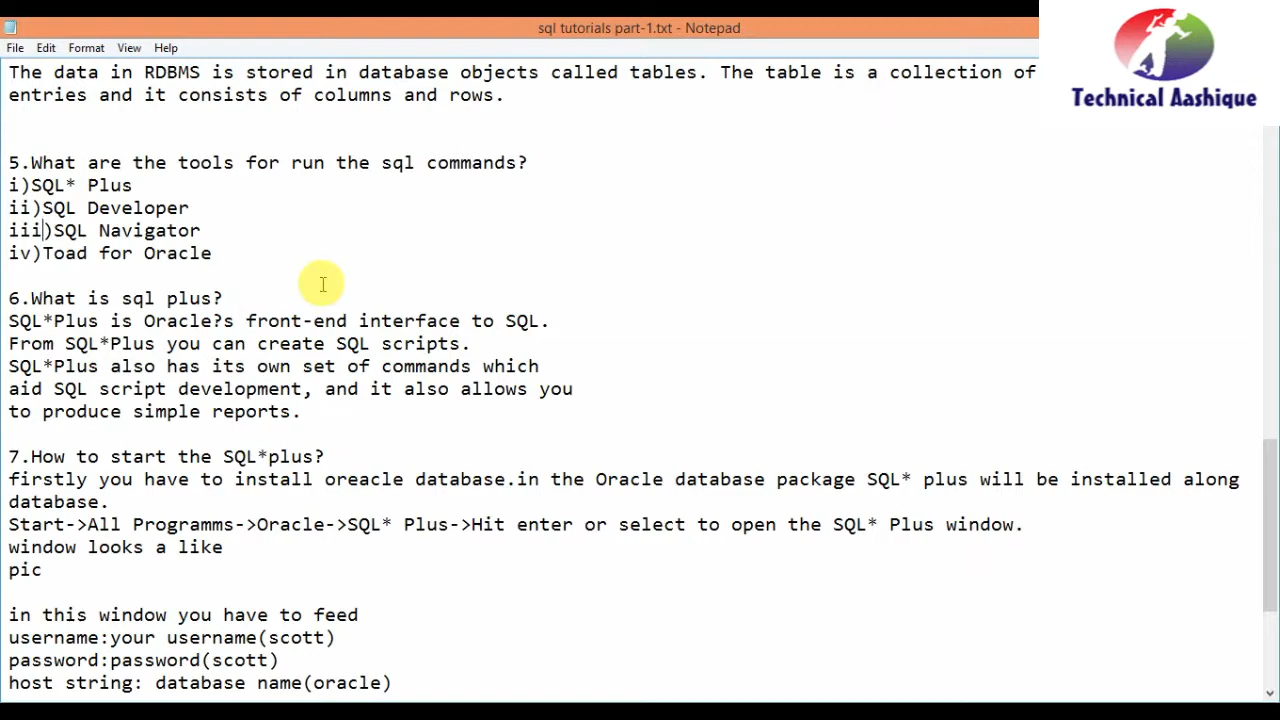 sql tutorials part-1.txt - Notepad
File Edit Format View Help
Technical Aashique
The data in RDBMS is stored in database objects called tables. The table is a collection of
entries and it consists of columns and rows.
5.What are the tools for run the sql commands?
i)SQL* Plus
ii)SQL Developer
iii)SQL Navigator
iv)Toad for Oracle
6.What is sql plus?
SQL*Plus is Oracle?s front-end interface to SQL.
From SQL*Plus you can create SQL scripts.
SQL*Plus also has its own set of commands which
aid SQL script development, and it also allows you
to produce simple reports.
7.How to start the SQL*plus?
firstly you have to install oreacle database.in the Oracle database package SQL* plus will be installed along
database.
Start->All Programms->Oracle->SQL* Plus->Hit enter or select to open the SQL* Plus window.
window looks a like
pic
in this window you have to feed
username:your username(scott)
password:password(scott)
host string: database name(oracle)